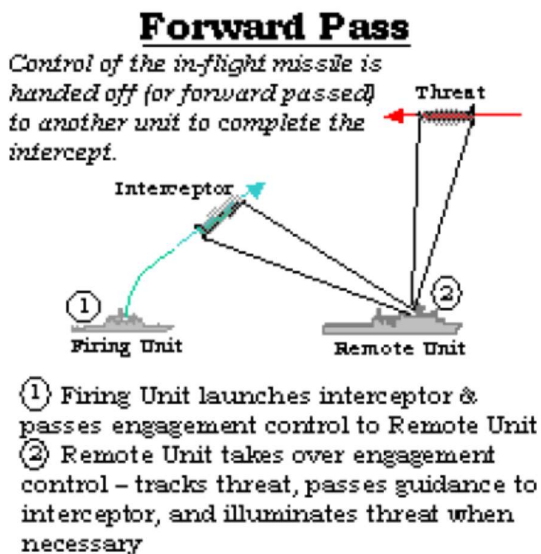 Forward Pass
Control of the in-flight missile is
handed off (or forward passed)
to another unit to complete the
intercept.
Threat
Interceptor
1
2
Firing Unit
Remote Unit
1 Firing Unit launches interceptor &
passes engagement control to Remote Unit
2 Remote Unit takes over engagement
control – tracks threat, passes guidance to
interceptor, and illuminates threat when
necessary